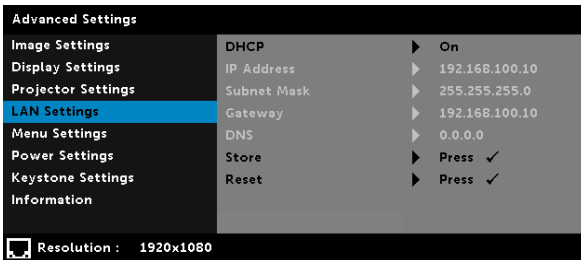 Advanced Settings
Image Settings
Display Settings
Projector Settings
LAN Settings
Menu Settings
Power Settings
Keystone Settings
Information
DHCP On
IP Address 192.168.100.10
Subnet Mask 255.255.255.0
Gateway 192.168.100.10
DNS 0.0.0.0
Store Press ✓
Reset Press ✓
Resolution : 1920x1080